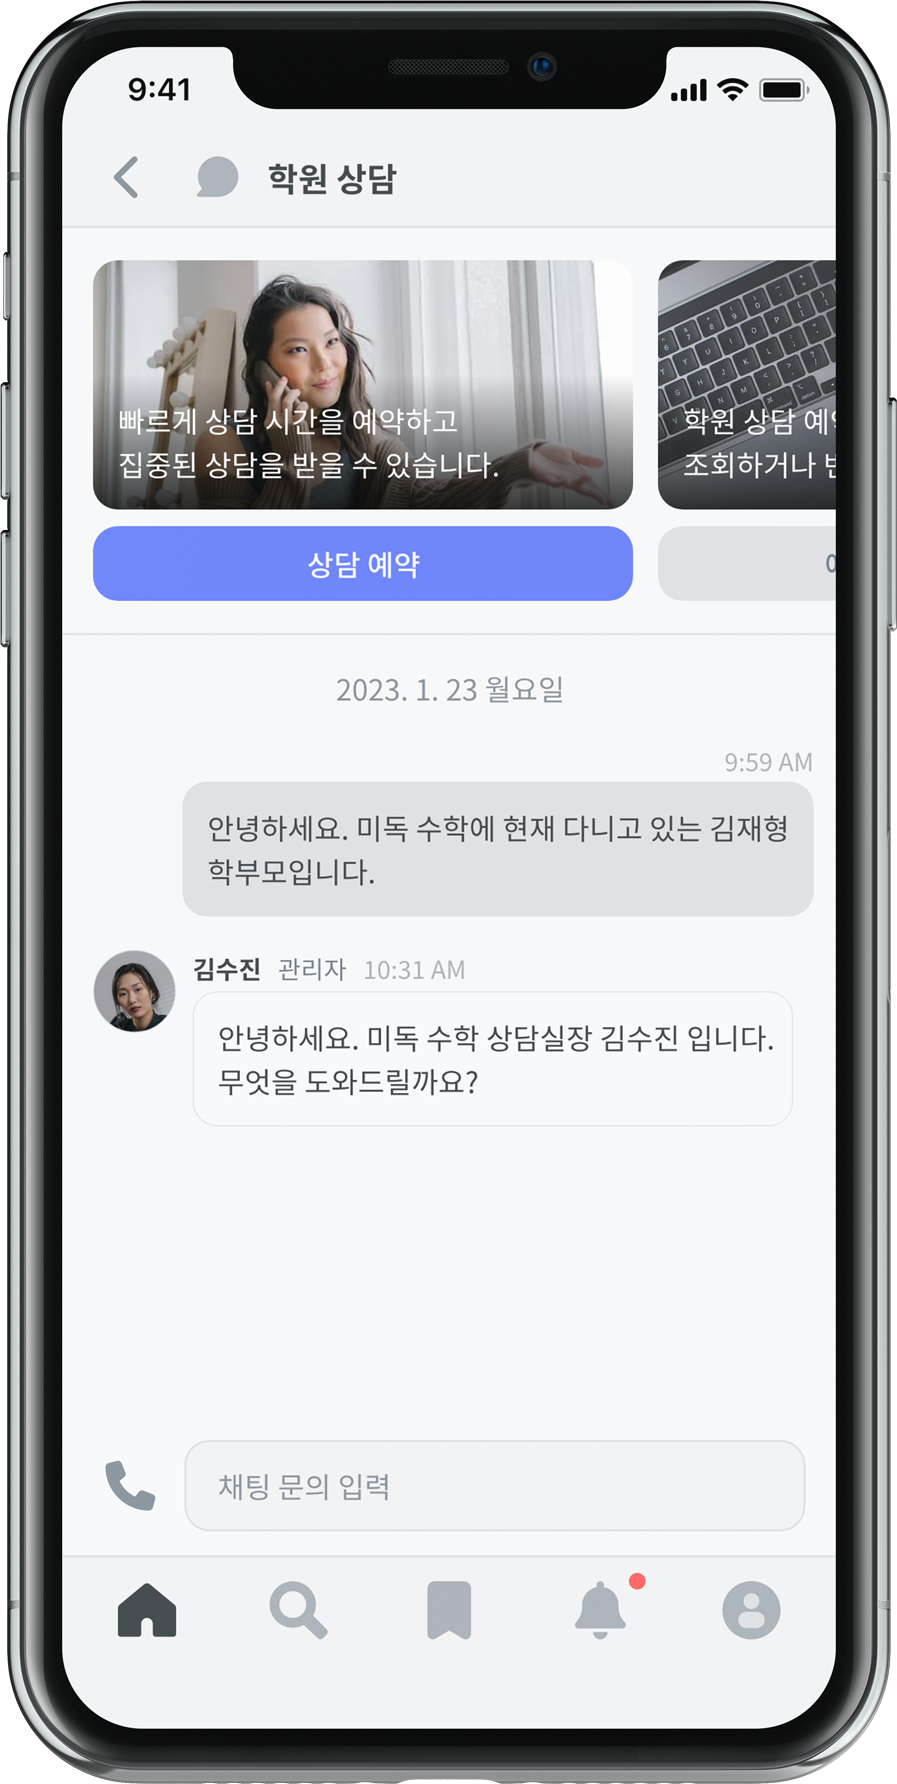 9:41
학원 상담
빠르게 상담 시간을 예약하고
집중된 상담을 받을 수 있습니다.
학원 상담
조회하거나
상담 예약
2023. 1. 23 월요일
9:59 AM
안녕하세요. 미독 수학에 현재 다니고 있는 김재형
학부모입니다.
김수진 관리자 10:31 AM
안녕하세요. 미독 수학 상담실장 김수진 입니다.
무엇을 도와드릴까요?
채팅 문의 입력